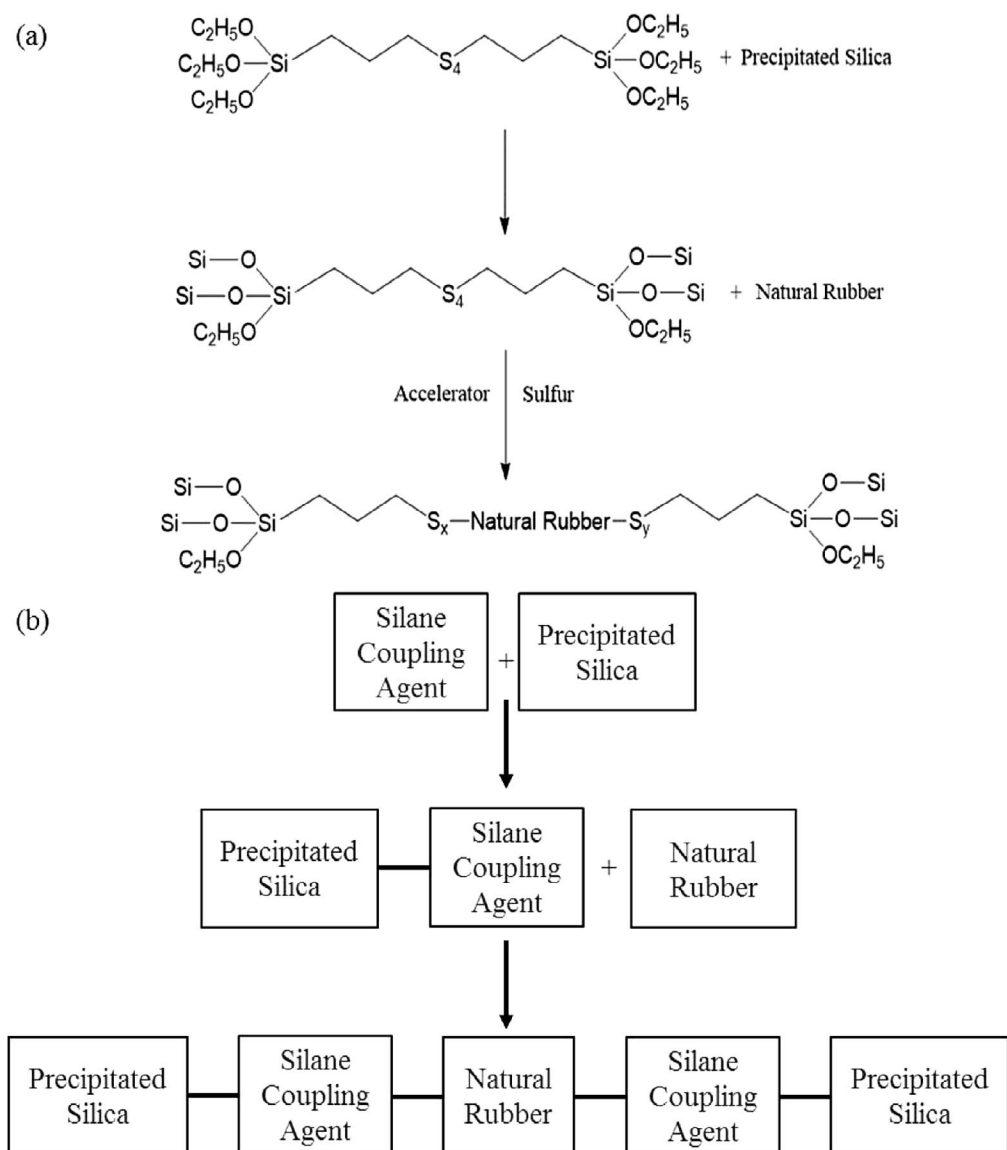 (a)
C₂H₅O OC₂H₅
C₂H₅O Si S₄ Si OC₂H₅ + Precipitated Silica
C₂H₅O OC₂H₅
Si—O O—Si
Si—O—Si S₄ Si—O—Si + Natural Rubber
C₂H₅O OC₂H₅
Accelerator Sulfur
Si—O O—Si
Si—O—Si Sₓ—Natural Rubber—Sᵧ Si—O—Si
C₂H₅O OC₂H₅
(b)
Silane
Coupling
Agent
+
Precipitated
Silica
Precipitated
Silica
Silane
Coupling
Agent
+
Natural
Rubber
Precipitated
Silica
Silane
Coupling
Agent
Natural
Rubber
Silane
Coupling
Agent
Precipitated
Silica